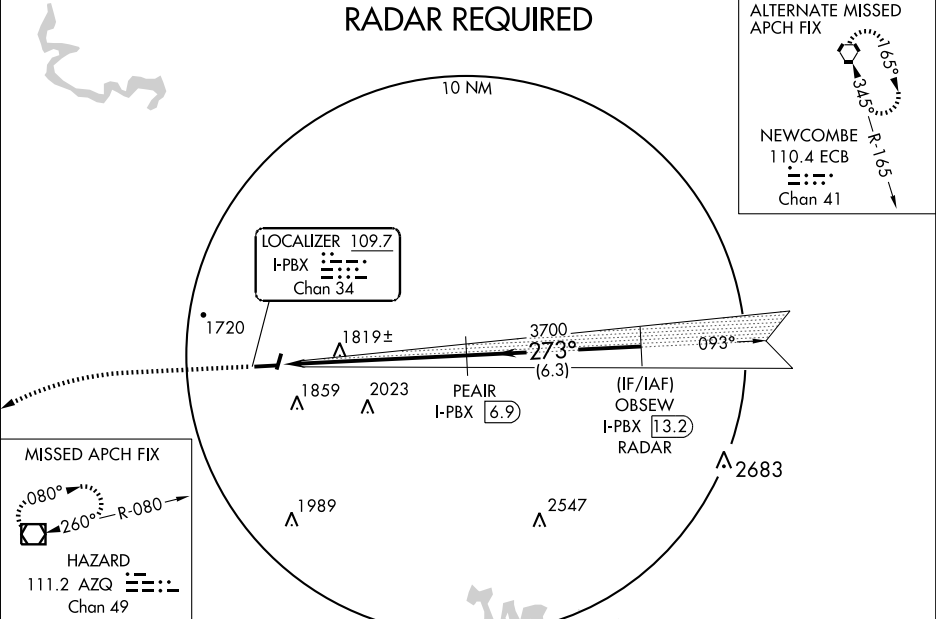 RADAR REQUIRED
ALTERNATE MISSED
APCH FIX
165°
345°
R-165
NEWCOMBE
110.4 ECB
Chan 41
10 NM
LOCALIZER 109.7
I-PBX
Chan 34
1720
1819±
3700
273°
(6.3)
093°
1859
2023
PEAIR
I-PBX 6.9
(IF/IAF)
OBSEW
I-PBX 13.2
RADAR
2683
1989
2547
MISSED APCH FIX
080°
260°
R-080
HAZARD
111.2 AZQ
Chan 49